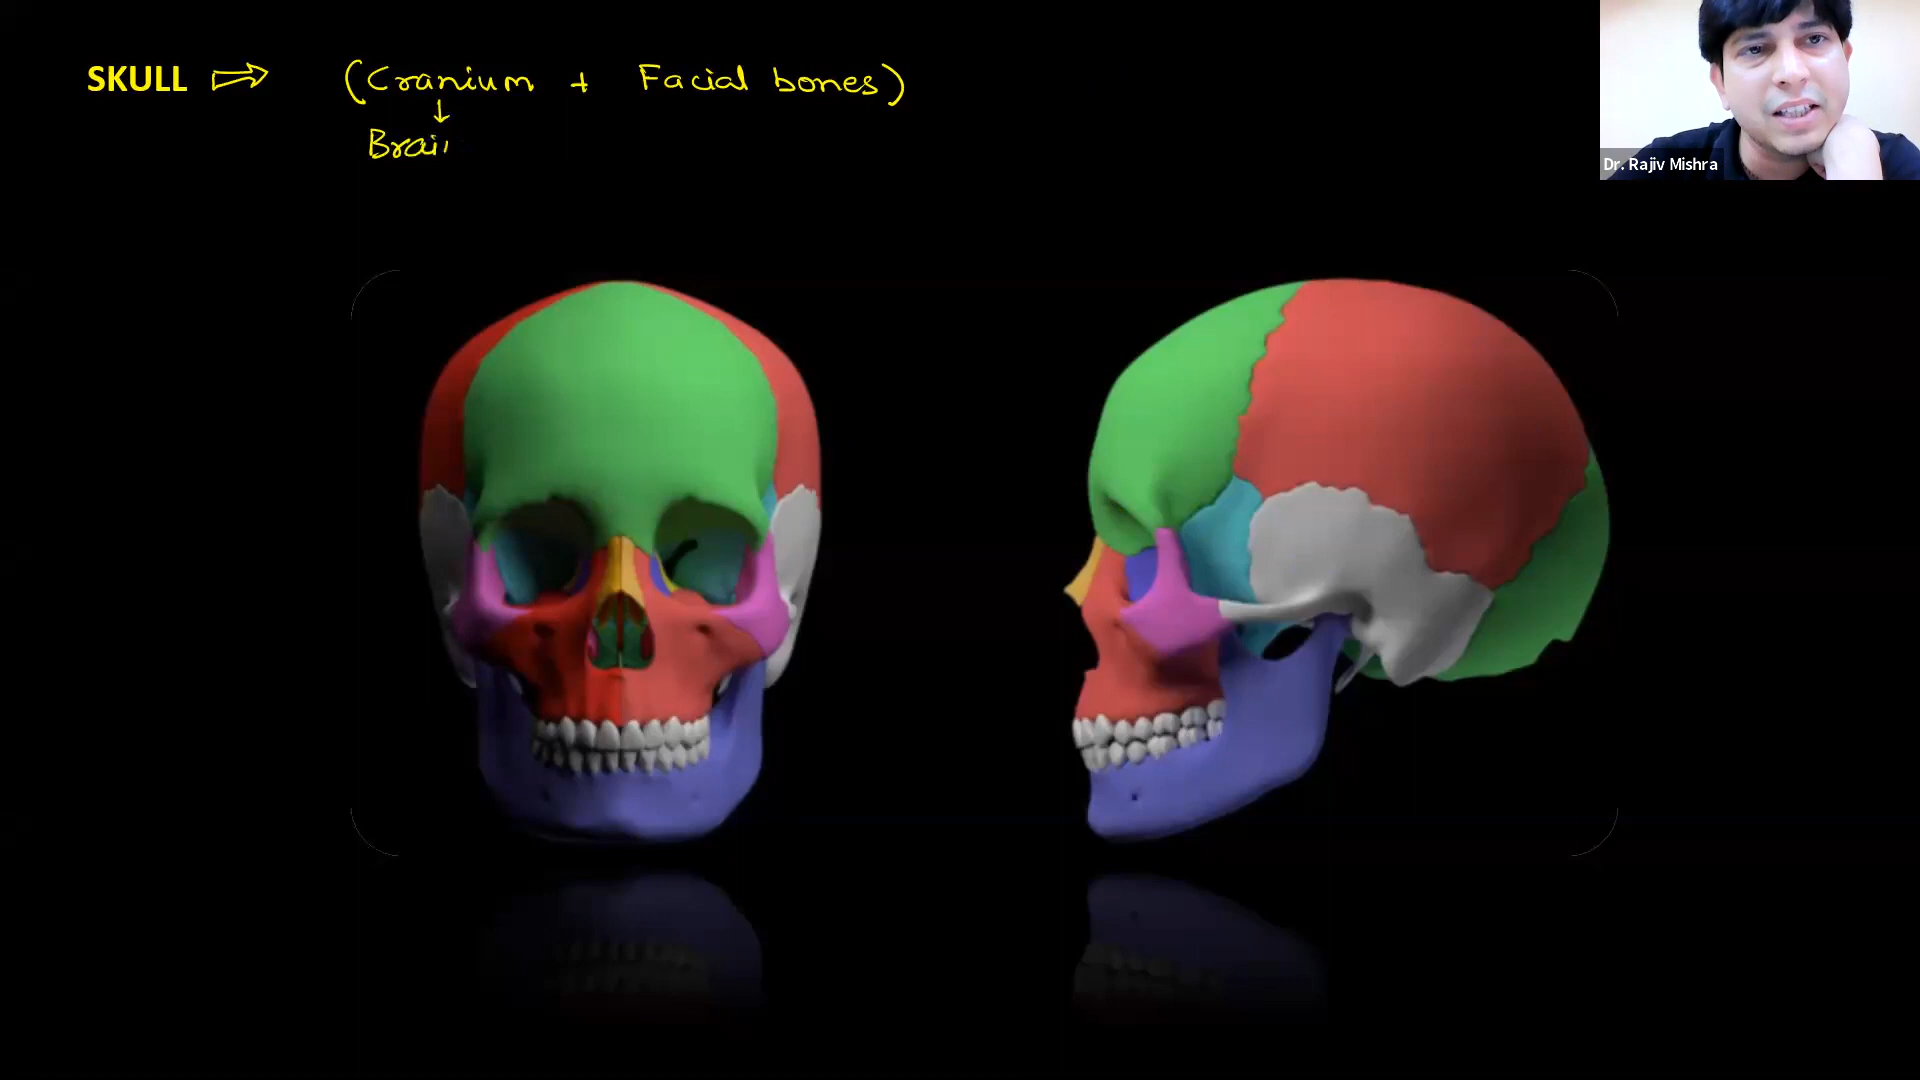 SKULL ⇒ (Cranium + Facial bones)
↓
Brai
Dr. Rajiv Mishra